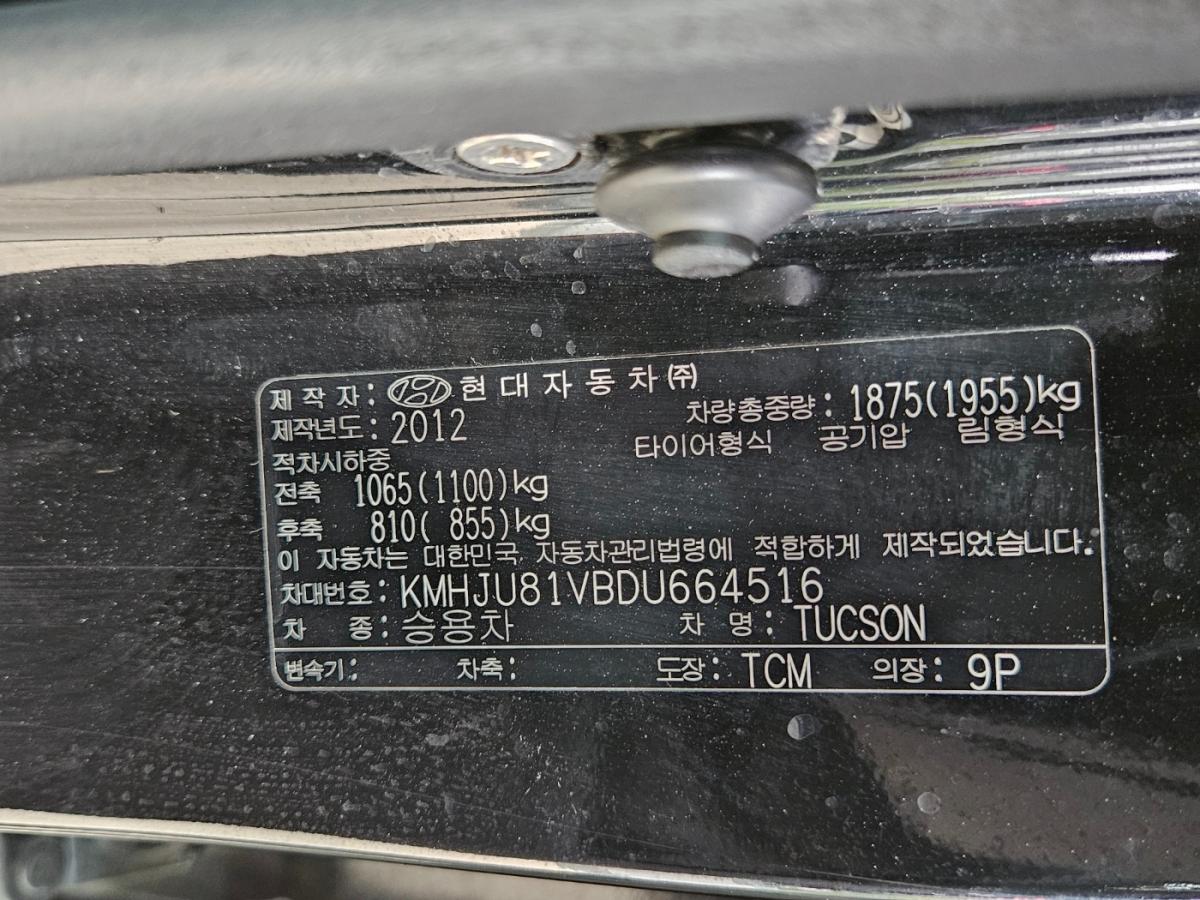 제 작 자 : 현대자동차㈜
차량총중량 : 1875(1955)kg
제작년도 : 2012
타이어형식 공기압 림형식
적차시하중
전축 1065(1100)kg
후축 810( 855)kg
이 자동차는 대한민국 자동차관리법령에 적합하게 제작되었습니다.
차대번호 : KMHJU81VBDU664516
차 종 : 승용차 차 명 : TUCSON
변속기 : 차축 : 도장 : TCM 의장 : 9P